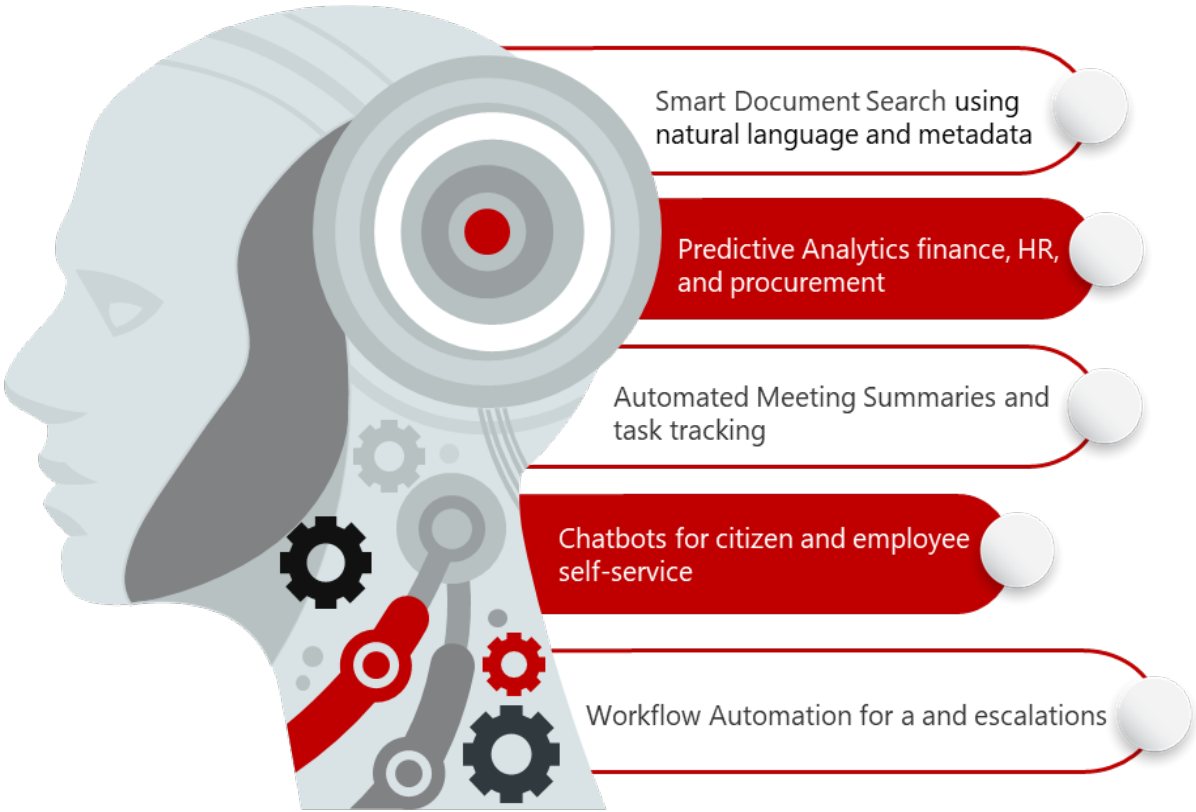 Smart Document Search using
natural language and metadata
Predictive Analytics finance, HR,
and procurement
Automated Meeting Summaries and
task tracking
Chatbots for citizen and employee
self-service
Workflow Automation for a and escalations